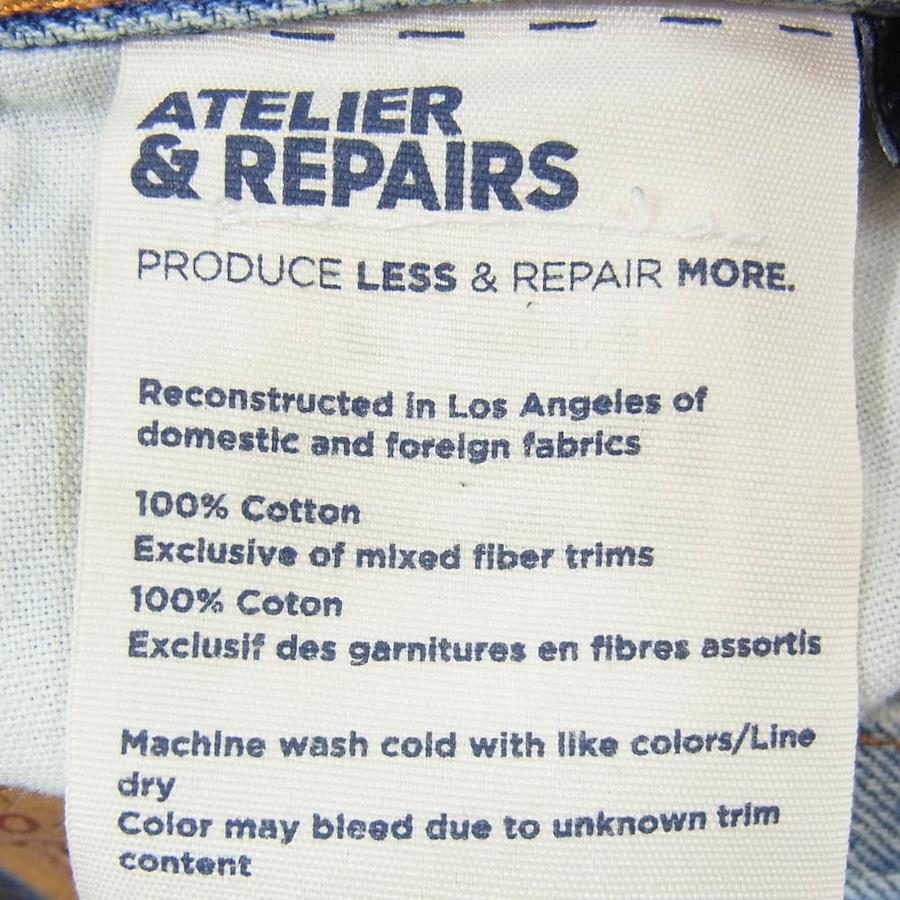 ATELIER
& REPAIRS
PRODUCE LESS & REPAIR MORE.
Reconstructed in Los Angeles of
domestic and foreign fabrics
100% Cotton
Exclusive of mixed fiber trims
100% Coton
Exclusif des garnitures en fibres assortis
Machine wash cold with like colors/Line
dry
Color may bleed due to unknown trim
content